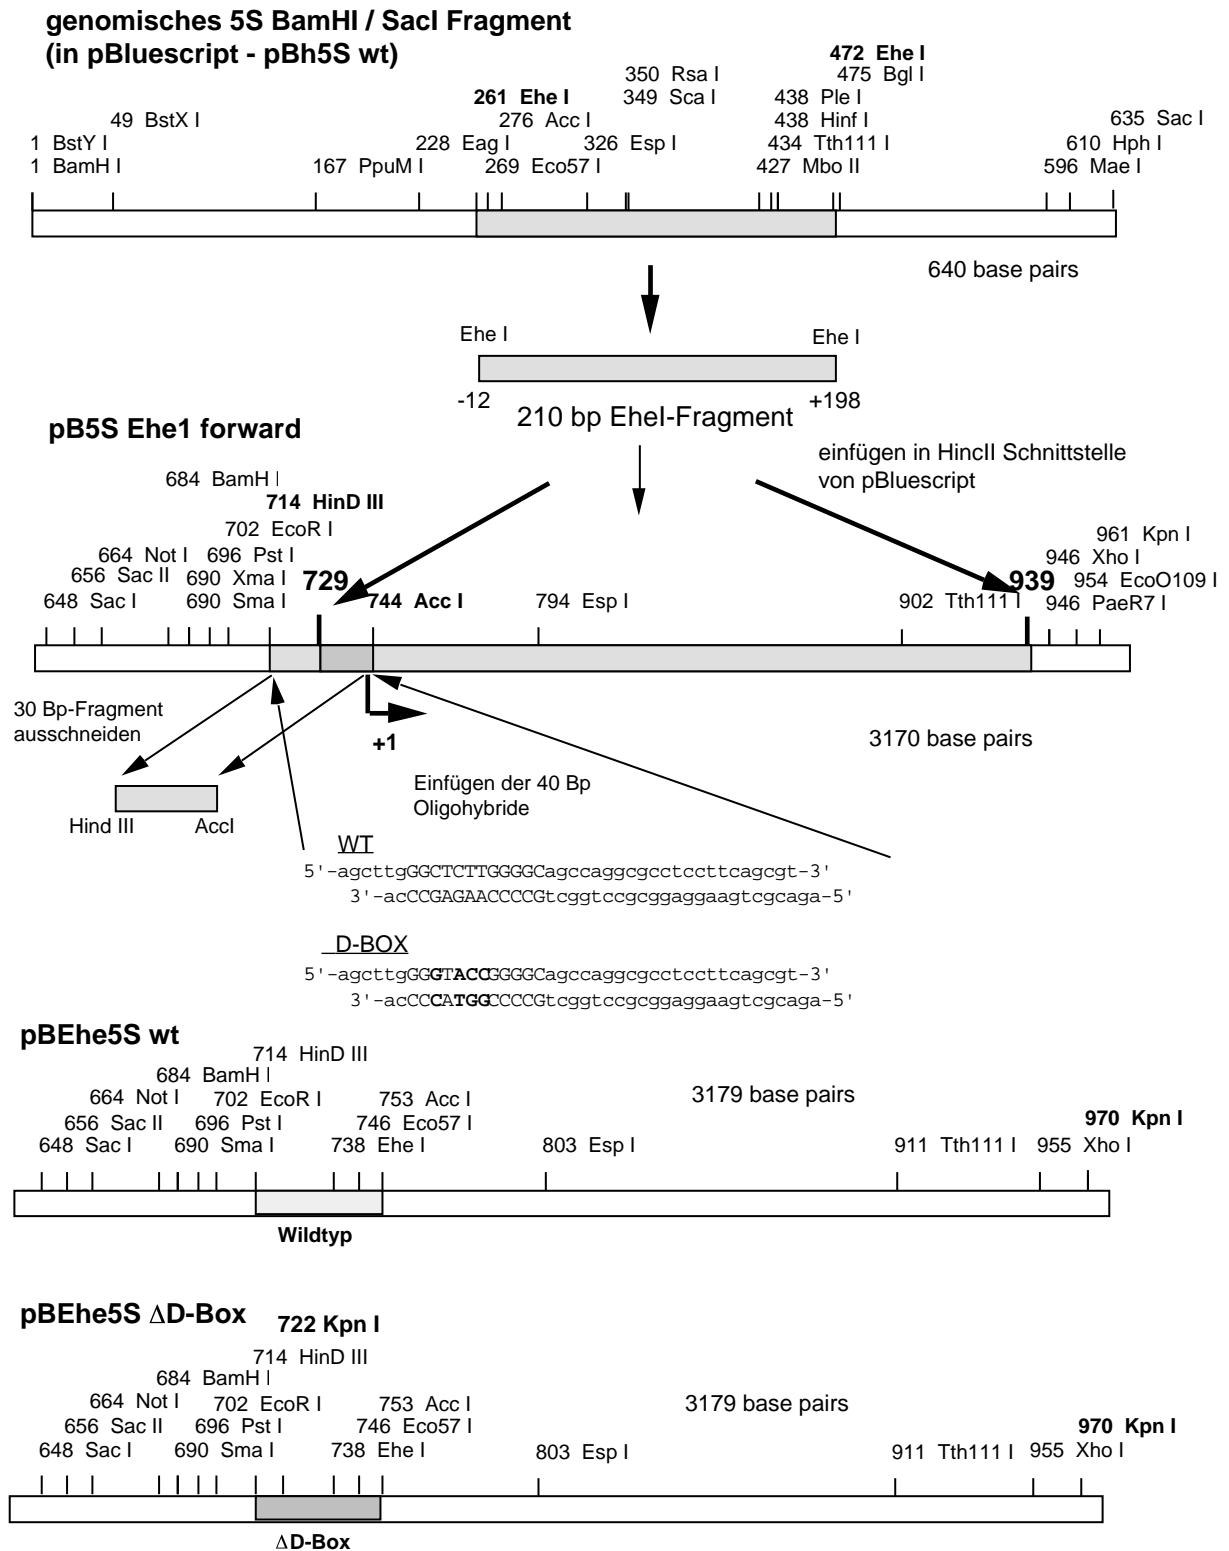 genomisches 5S BamHI / SacI Fragment
(in pBluescript - pBh5S wt)
472 Ehe I
350 Rsa I
475 Bgl I
261 Ehe I
349 Sca I
438 Ple I
49 BstX I
276 Acc I
438 Hinf I
635 Sac I
1 BstY I
228 Eag I
326 Esp I
434 Tth111 I
610 Hph I
1 BamH I
167 PpuM I
269 Eco57 I
427 Mbo II
596 Mae I
640 base pairs
Ehe I
Ehe I
-12
+198
210 bp EheI-Fragment
pB5S Ehe1 forward
einfügen in HincII Schnittstelle
von pBluescript
684 BamH I
714 HinD III
702 EcoR I
961 Kpn I
664 Not I
696 Pst I
946 Xho I
656 Sac II
690 Xma I
729
939
954 EcoO109 I
648 Sac I
690 Sma I
744 Acc I
794 Esp I
902 Tth111 I
946 PaeR7 I
30 Bp-Fragment
ausschneiden
+1
3170 base pairs
Einfügen der 40 Bp
Oligohybride
Hind III
AccI
WT
5'-agcttgGGCTCTTGGGGCagccaggcgcctccttcagcgt-3'
3'-acCCGAGAACCCCGtcggtccgcggaggaagtcgcaga-5'
D-BOX
5'-agcttgGGGTACCGGGGCagccaggcgcctccttcagcgt-3'
3'-acCCCATGGCCCCGtcggtccgcggaggaagtcgcaga-5'
pBEhe5S wt
714 HinD III
684 BamH I
664 Not I
702 EcoR I
753 Acc I
3179 base pairs
656 Sac II
696 Pst I
746 Eco57 I
970 Kpn I
648 Sac I
690 Sma I
738 Ehe I
803 Esp I
911 Tth111 I
955 Xho I
Wildtyp
pBEhe5S ΔD-Box
722 Kpn I
714 HinD III
684 BamH I
664 Not I
702 EcoR I
753 Acc I
3179 base pairs
656 Sac II
696 Pst I
746 Eco57 I
970 Kpn I
648 Sac I
690 Sma I
738 Ehe I
803 Esp I
911 Tth111 I
955 Xho I
ΔD-Box